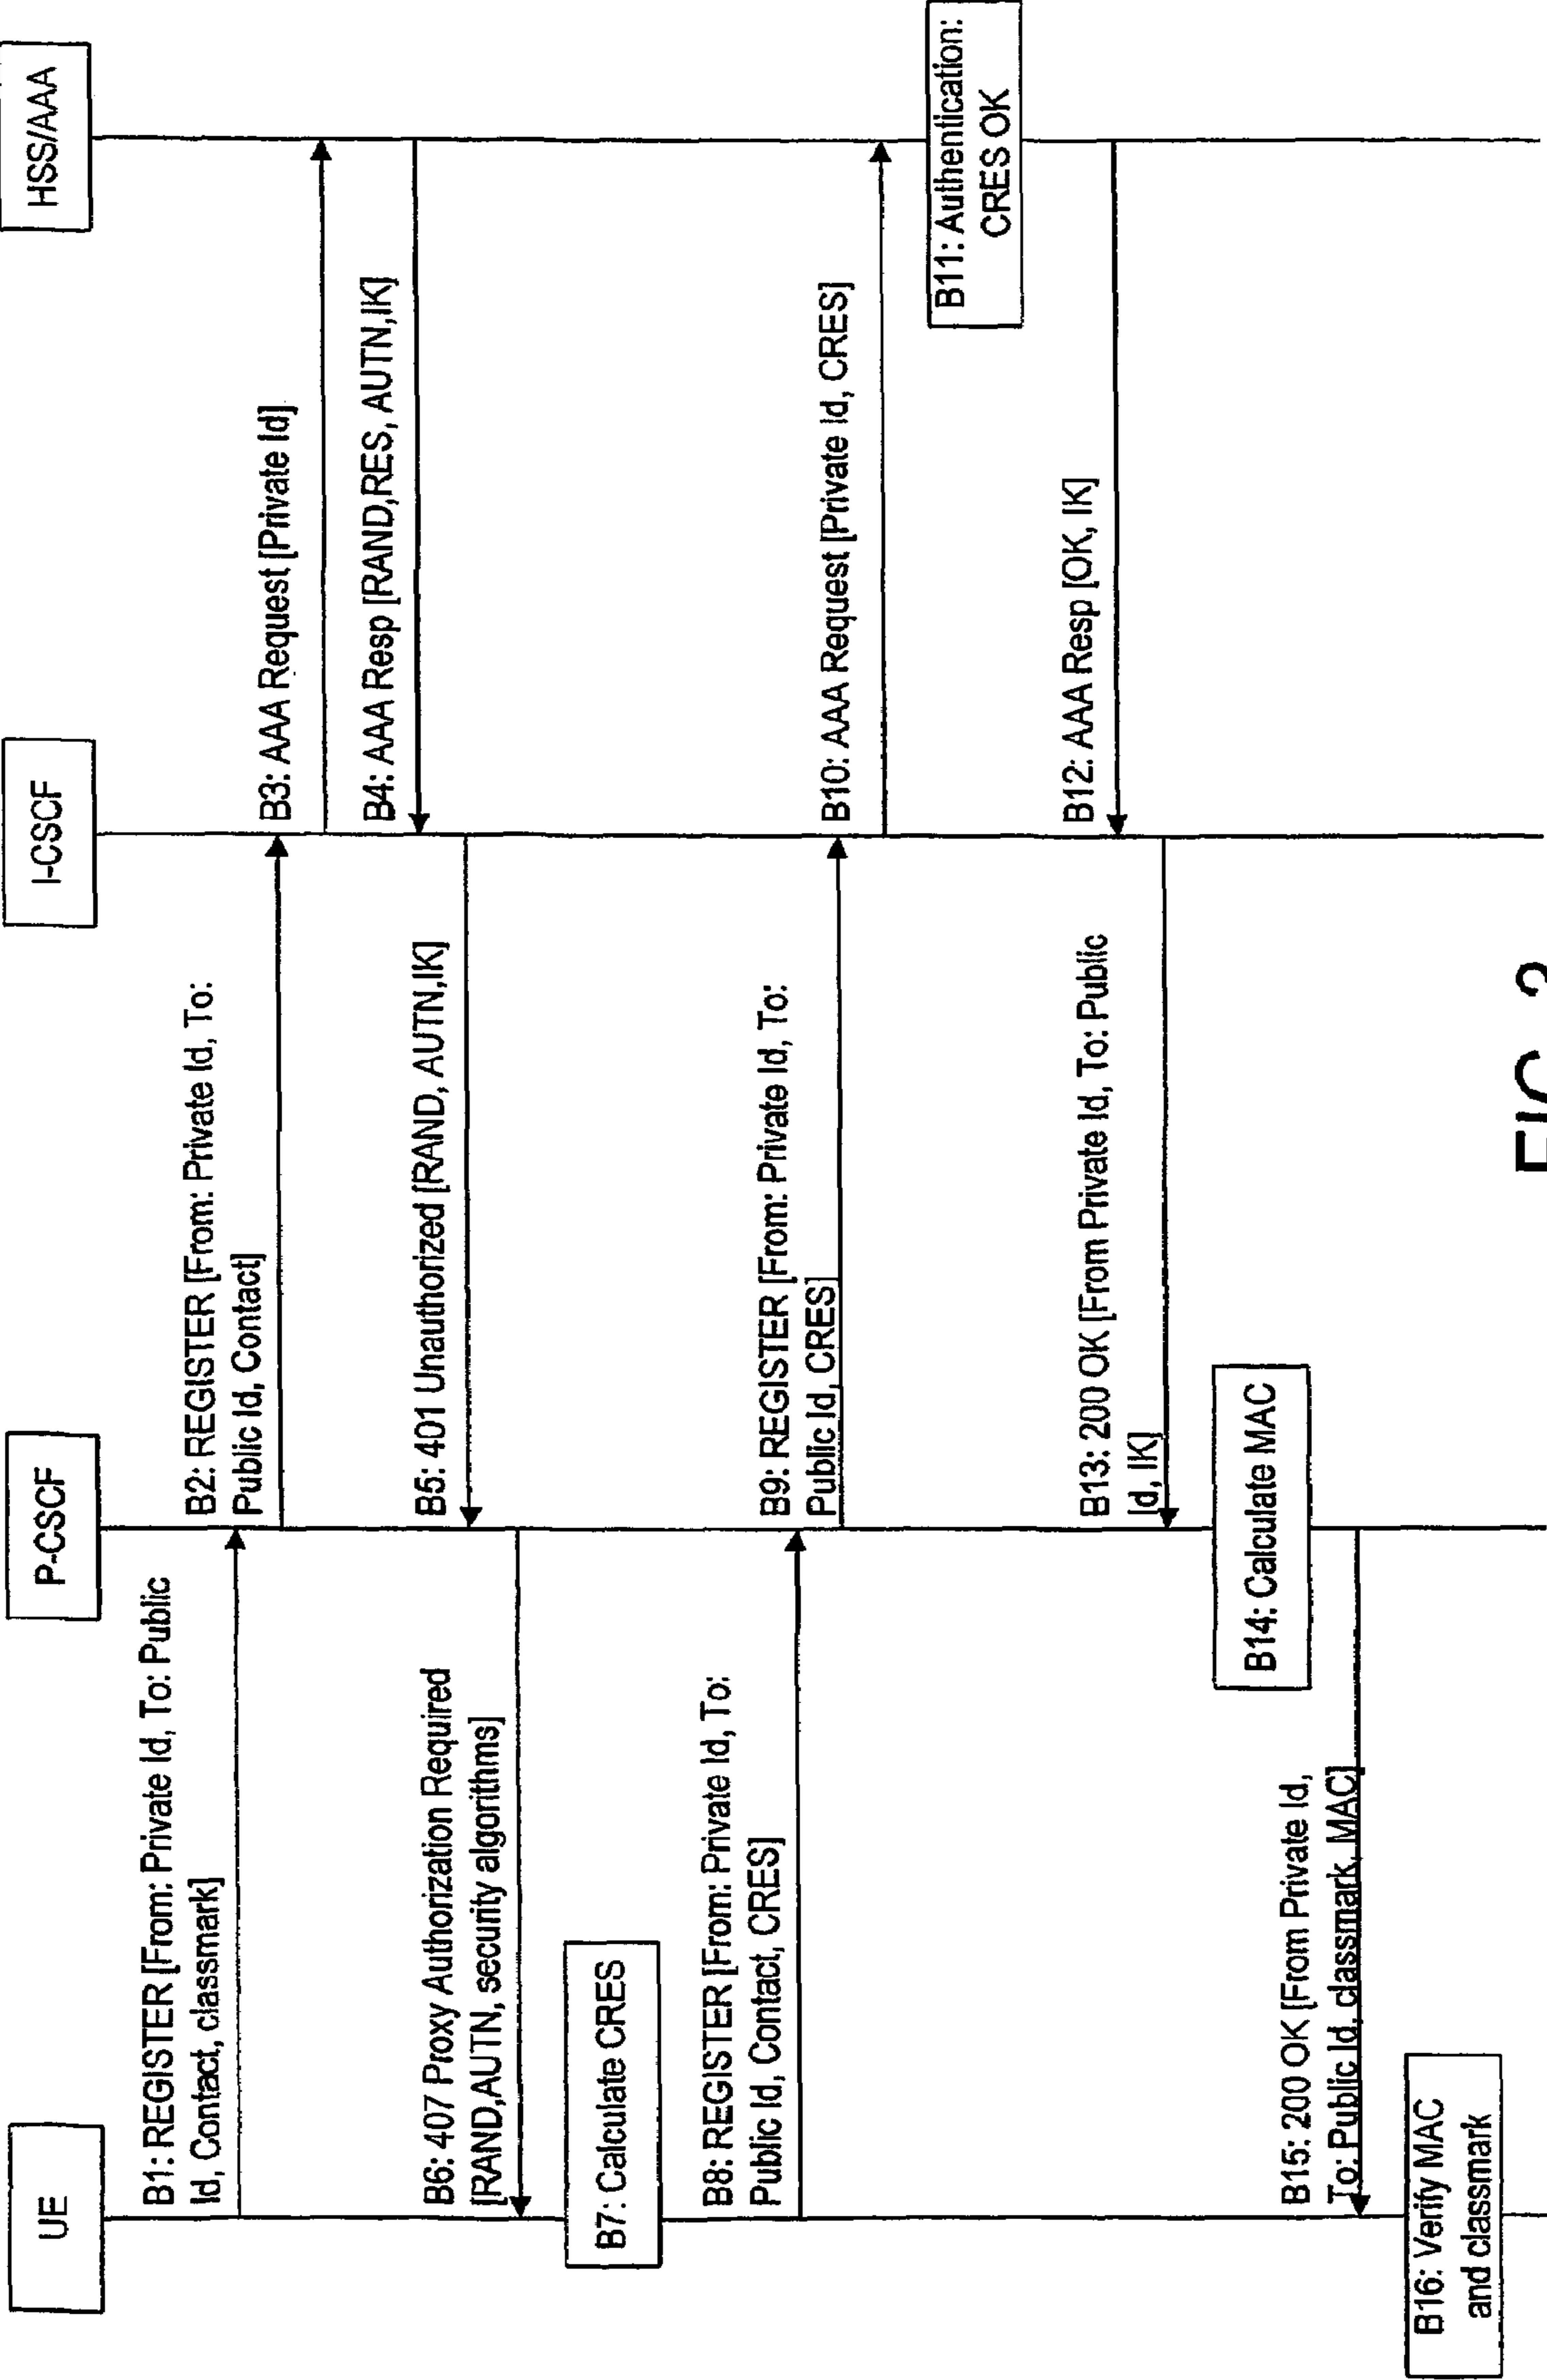 UE
P-CSCF
I-CSCF
HSS/AAA
B1: REGISTER [From: Private Id, To: Public
Id, Contact, classmark]
B2: REGISTER [From: Private Id, To:
Public Id, Contact]
B3: AAA Request [Private Id]
B4: AAA Resp [RAND,RES, AUTN,IK]
B5: 401 Unauthorized [RAND, AUTN,IK]
B6: 407 Proxy Authorization Required
[RAND,AUTN, security algorithms]
B7: Calculate CRES
B8: REGISTER [From: Private Id, To:
Public Id, Contact, CRES]
B9: REGISTER [From: Private Id, To:
Public Id, CRES]
B10: AAA Request [Private Id, CRES]
B11: Authentication:
CRES OK
B12: AAA Resp [OK, IK]
B13: 200 OK [From Private Id, To: Public
Id, IK]
B14: Calculate MAC
B15: 200 OK [From Private Id,
To: Public Id, classmark, MAC]
B16: Verify MAC
and classmark